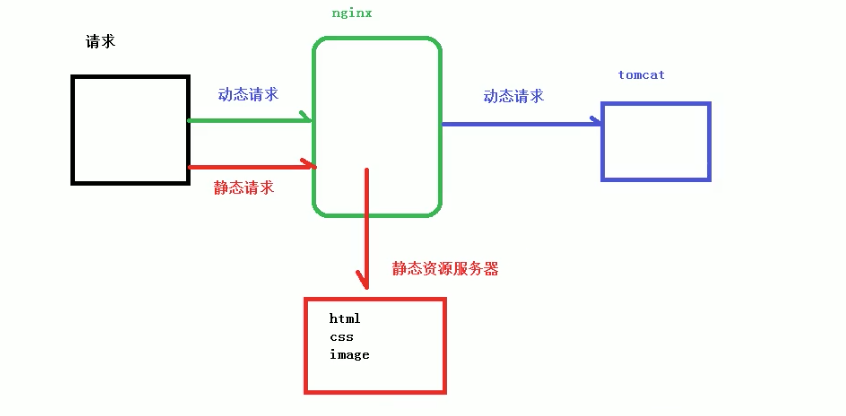 nginx
请求
tomcat
动态请求
动态请求
静态请求
静态资源服务器
html
css
image